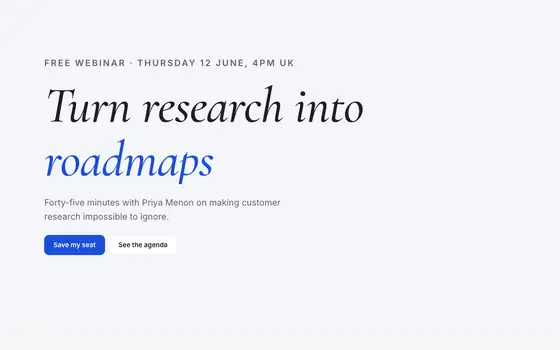 FREE WEBINAR · THURSDAY 12 JUNE, 4PM UK
Turn research into
roadmaps
Forty-five minutes with Priya Menon on making customer
research impossible to ignore.
Save my seat
See the agenda